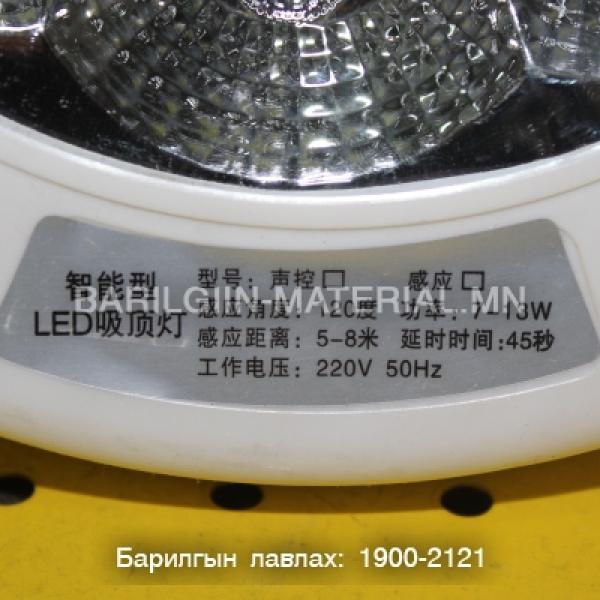 智能型
LED吸顶灯
型号: 声控□ 感应□
BARILGIIN-MATERIAL.MN
感应角度: 120度 功率: 7-13W
感应距离: 5-8米 延时时间:45秒
工作电压: 220V 50Hz
Барилгын лавлах: 1900-2121